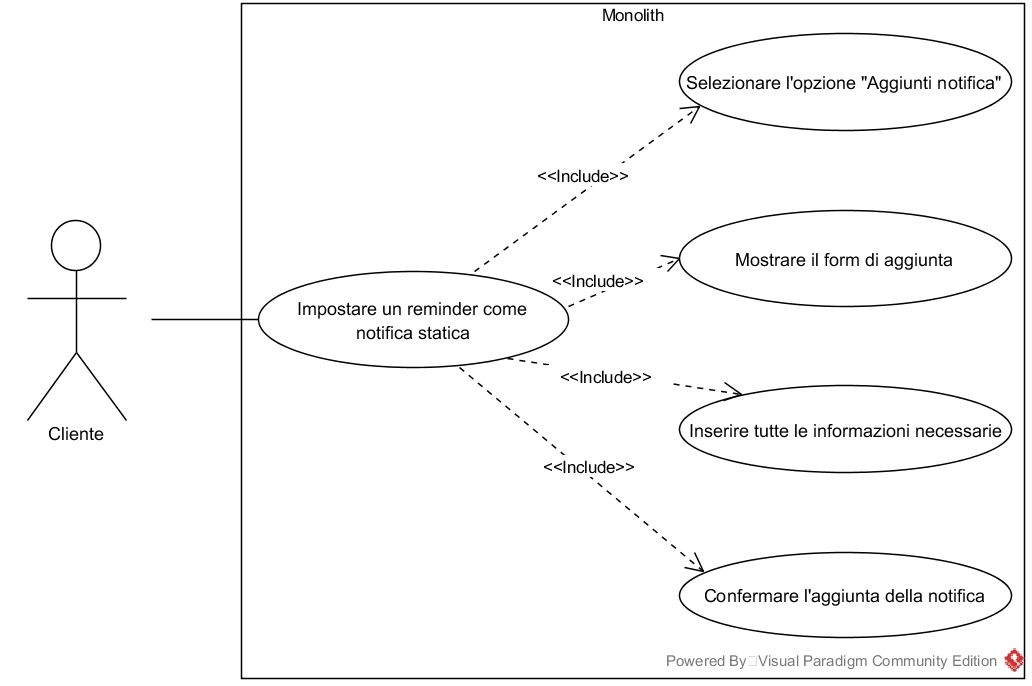 Monolith
Selezionare l'opzione "Aggiunti notifica"
<<Include>>
Mostrare il form di aggiunta
<<Include>>
Impostare un reminder come
notifica statica
<<Include>>
Inserire tutte le informazioni necessarie
Cliente
<<Include>>
Confermare l'aggiunta della notifica
Powered By Visual Paradigm Community Edition